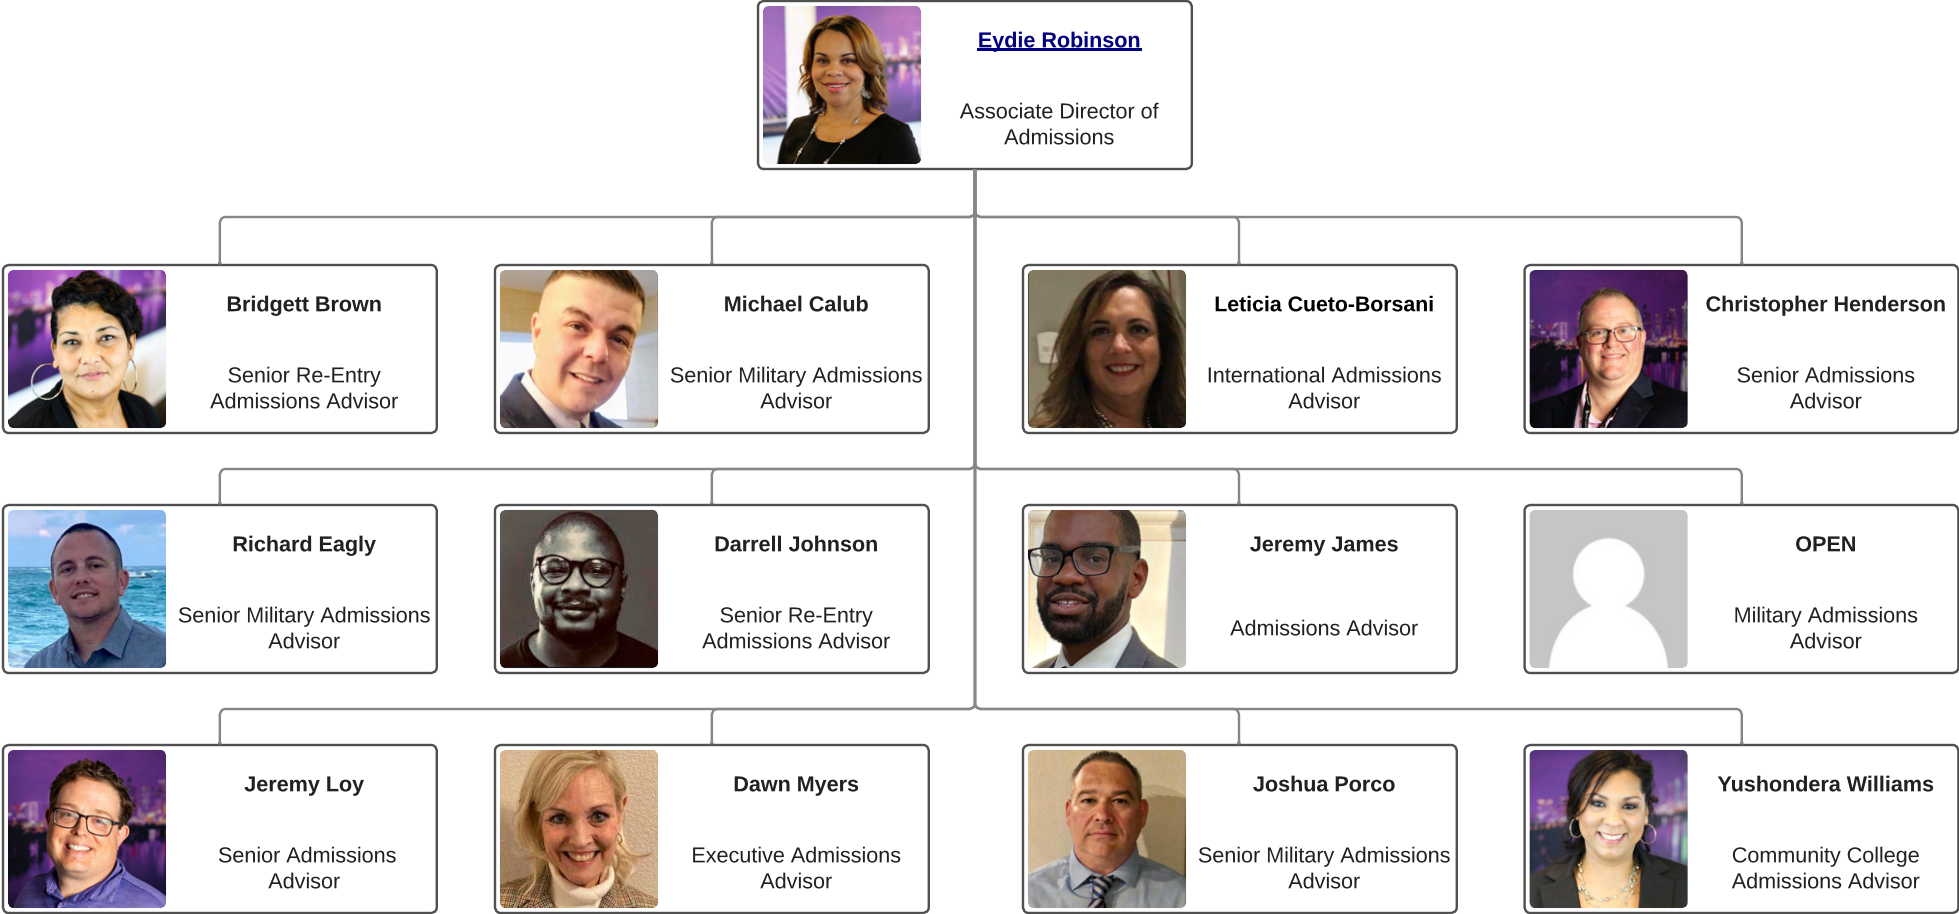 Eydie Robinson
Associate Director of
Admissions
Bridgett Brown
Senior Re-Entry
Admissions Advisor
Michael Calub
Senior Military Admissions
Advisor
Leticia Cueto-Borsani
International Admissions
Advisor
Christopher Henderson
Senior Admissions
Advisor
Richard Eagly
Senior Military Admissions
Advisor
Darrell Johnson
Senior Re-Entry
Admissions Advisor
Jeremy James
Admissions Advisor
OPEN
Military Admissions
Advisor
Jeremy Loy
Senior Admissions
Advisor
Dawn Myers
Executive Admissions
Advisor
Joshua Porco
Senior Military Admissions
Advisor
Yushondera Williams
Community College
Admissions Advisor